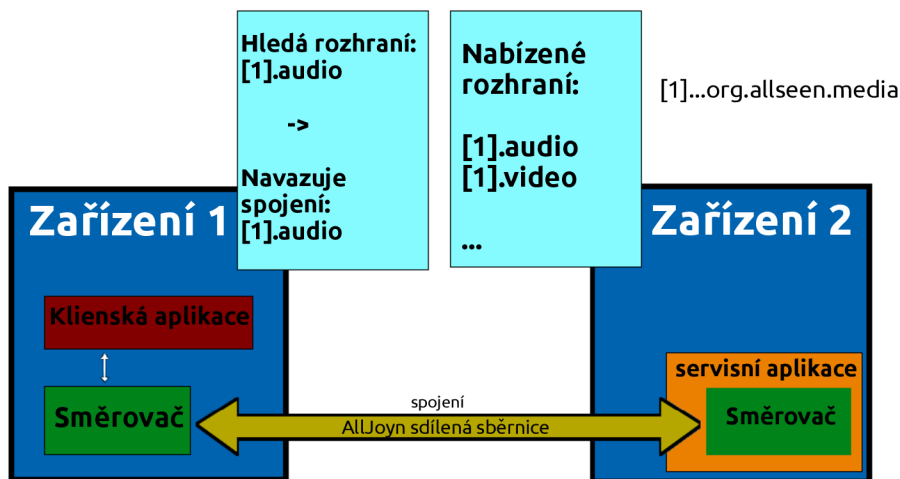 Hledá rozhraní:
[1].audio
->
Navazuje
spojení:
[1].audio
Nabízené
rozhraní:
[1].audio
[1].video
...
[1]...org.allseen.media
Zařízení 1
Zařízení 2
Klienská aplikace
Směrovač
spojení
AllJoyn sdílená sběrnice
servisní aplikace
Směrovač